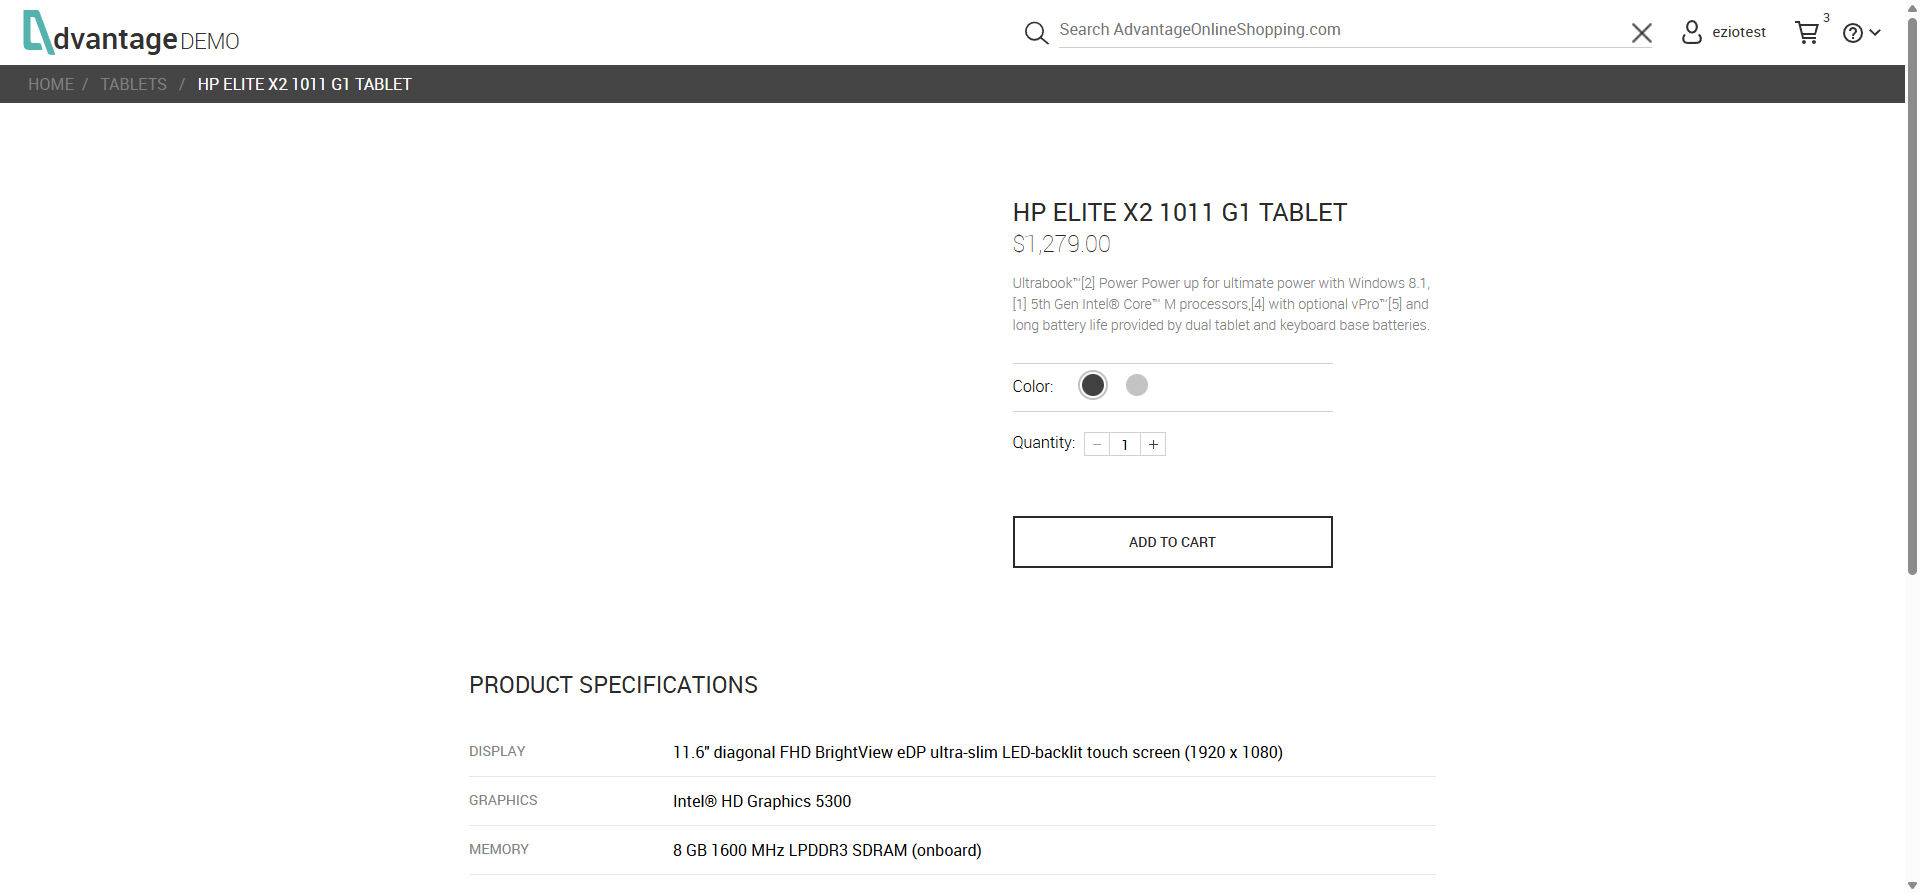 dvantage DEMO
Search AdvantageOnlineShopping.com
eziotest
3
HOME / TABLETS / HP ELITE X2 1011 G1 TABLET
HP ELITE X2 1011 G1 TABLET
$1,279.00
Ultrabook™[2] Power Power up for ultimate power with Windows 8.1,
[1] 5th Gen Intel® Core™ M processors,[4] with optional vPro™[5] and
long battery life provided by dual tablet and keyboard base batteries.
Color:
Quantity: − 1 +
ADD TO CART
PRODUCT SPECIFICATIONS
DISPLAY 11.6" diagonal FHD BrightView eDP ultra-slim LED-backlit touch screen (1920 x 1080)
GRAPHICS Intel® HD Graphics 5300
MEMORY 8 GB 1600 MHz LPDDR3 SDRAM (onboard)